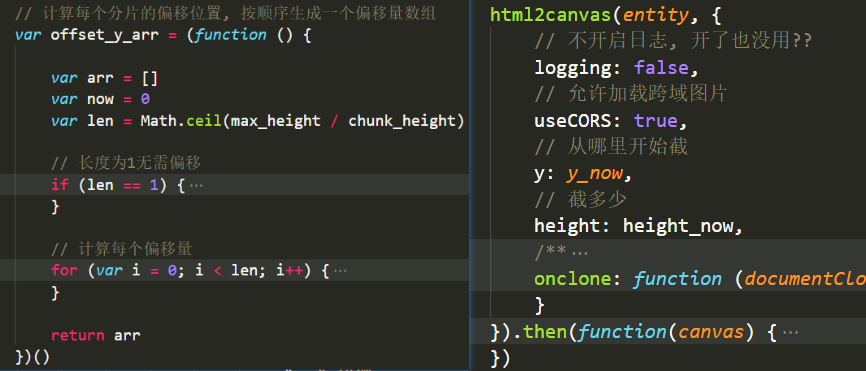 // 计算每个分片的偏移位置, 按顺序生成一个偏移量数组
var offset_y_arr = (function () {
var arr = []
var now = 0
var len = Math.ceil(max_height / chunk_height)
// 长度为1无需偏移
if (len == 1) {…
}
// 计算每个偏移量
for (var i = 0; i < len; i++) {…
}
return arr
})()
html2canvas(entity, {
// 不开启日志, 开了也没用??
logging: false,
// 允许加载跨域图片
useCORS: true,
// 从哪里开始截
y: y_now,
// 截多少
height: height_now,
/**…
onclone: function (documentClo
}
}).then(function(canvas) {…
})